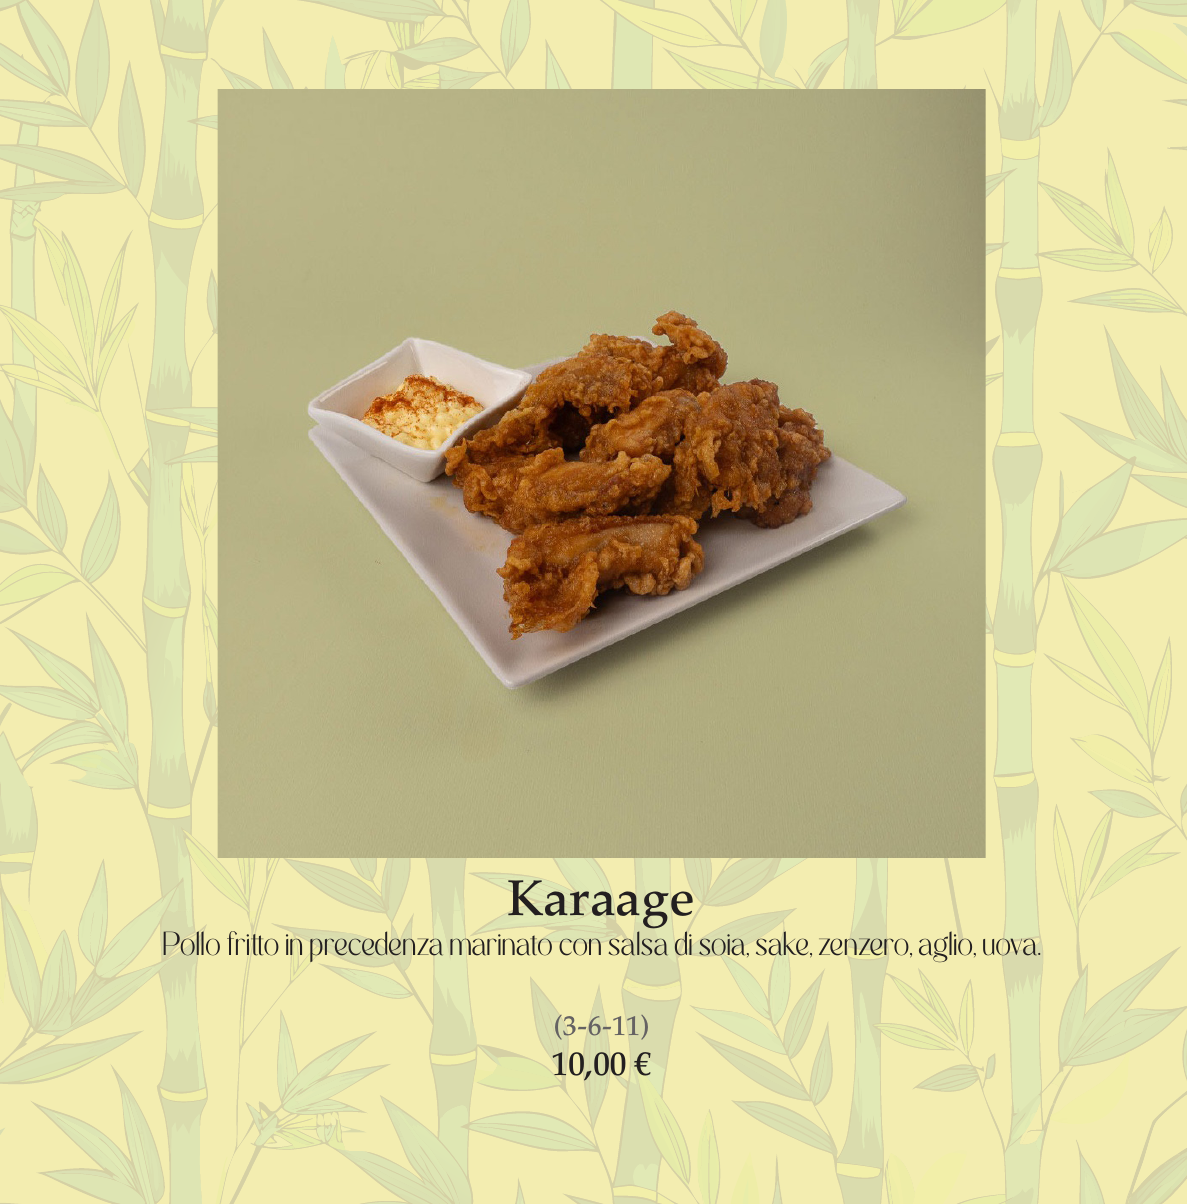 Karaage
Pollo fritto in precedenza marinato con salsa di soia, sake, zenzero, aglio, uova.
(3-6-11)
10,00 €